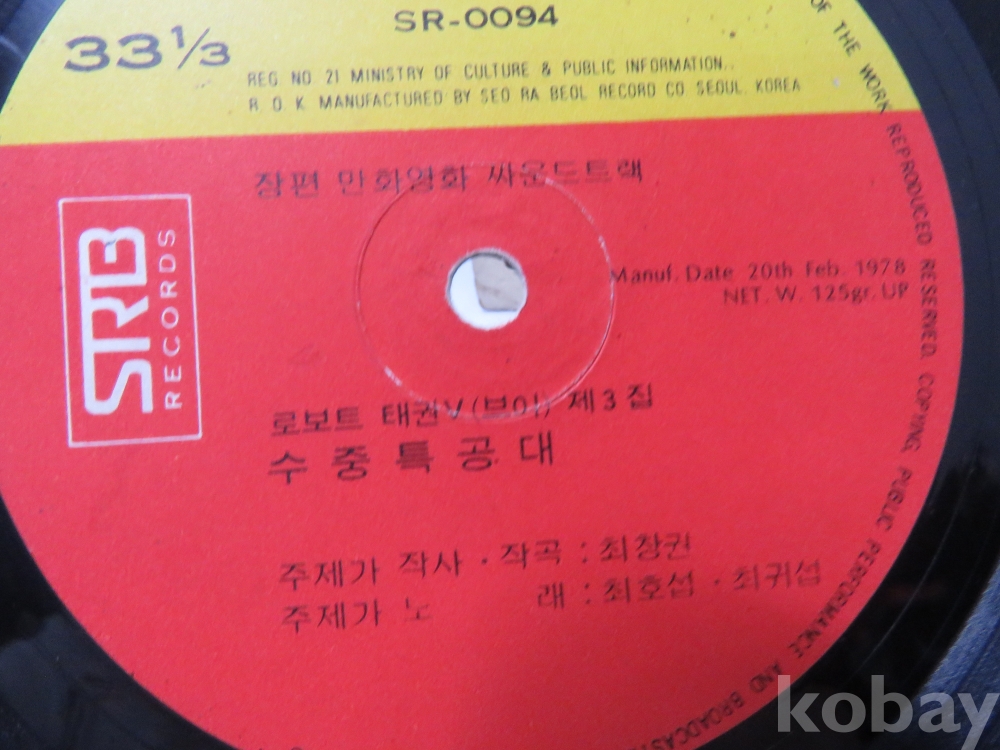 SR-0094
33 1/3
REG. NO. 21 MINISTRY OF CULTURE & PUBLIC INFORMATION.
R. O. K. MANUFACTURED BY SEO RA BEOL RECORD CO. SEOUL. KOREA
장편 만화영화 싸운드트랙
SRB
RECORDS
Manuf. Date 20th Feb. 1978
NET. W. 125gr. UP
로보트 태권V(브이) 제3집
수중특공대
주제가 작사·작곡 : 최창권
주제가 노 래 : 최호섭·최귀섭
OF THE WORK REPRODUCED RESERVED. COPYING, PUBLIC PERFORMANCE AND BROADCAS
kobay